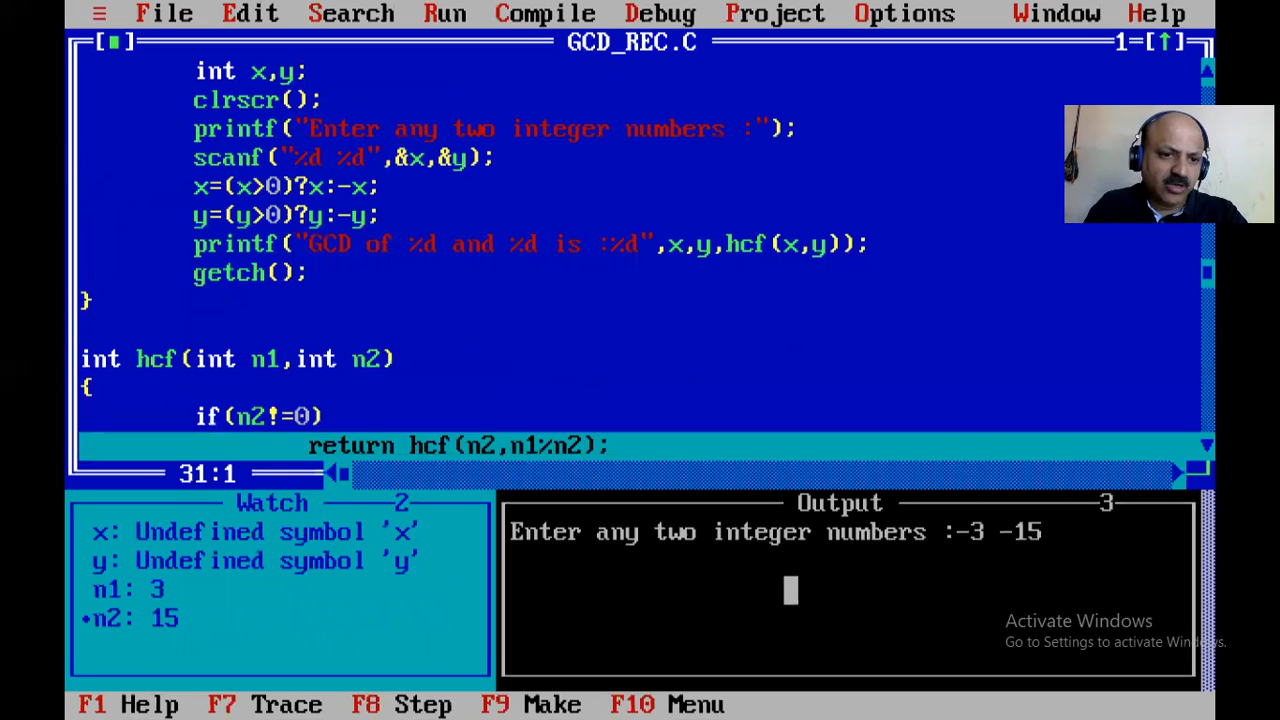 ≡ File Edit Search Run Compile Debug Project Options Window Help
[■] GCD_REC.C 1=[↑]
int x,y;
clrscr();
printf("Enter any two integer numbers :");
scanf("%d %d",&x,&y);
x=(x>0)?x:-x;
y=(y>0)?y:-y;
printf("GCD of %d and %d is :%d",x,y,hcf(x,y));
getch();
}
int hcf(int n1,int n2)
{
if(n2!=0)
return hcf(n2,n1%n2);
31:1
Watch 2
x: Undefined symbol 'x'
y: Undefined symbol 'y'
n1: 3
•n2: 15
Output 3
Enter any two integer numbers :-3 -15
Activate Windows
Go to Settings to activate Windows.
F1 Help F7 Trace F8 Step F9 Make F10 Menu